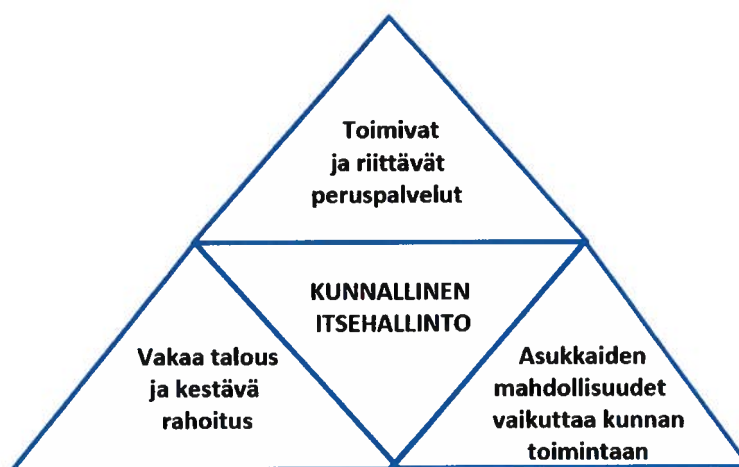 Toimivat
ja riittävät
peruspalvelut
KUNNALLINEN
ITSEHALLINTO
Vakaa talous
ja kestävä
rahoitus
Asukkaiden
mahdollisuudet
vaikuttaa kunnan
toimintaan